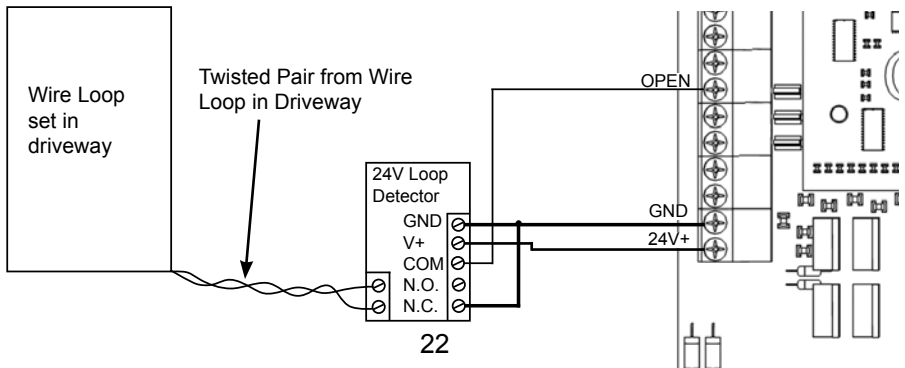 Wire Loop
set in
driveway
Twisted Pair from Wire
Loop in Driveway
24V Loop
Detector
GND
V+
COM
N.O.
N.C.
OPEN
GND
24V+
22